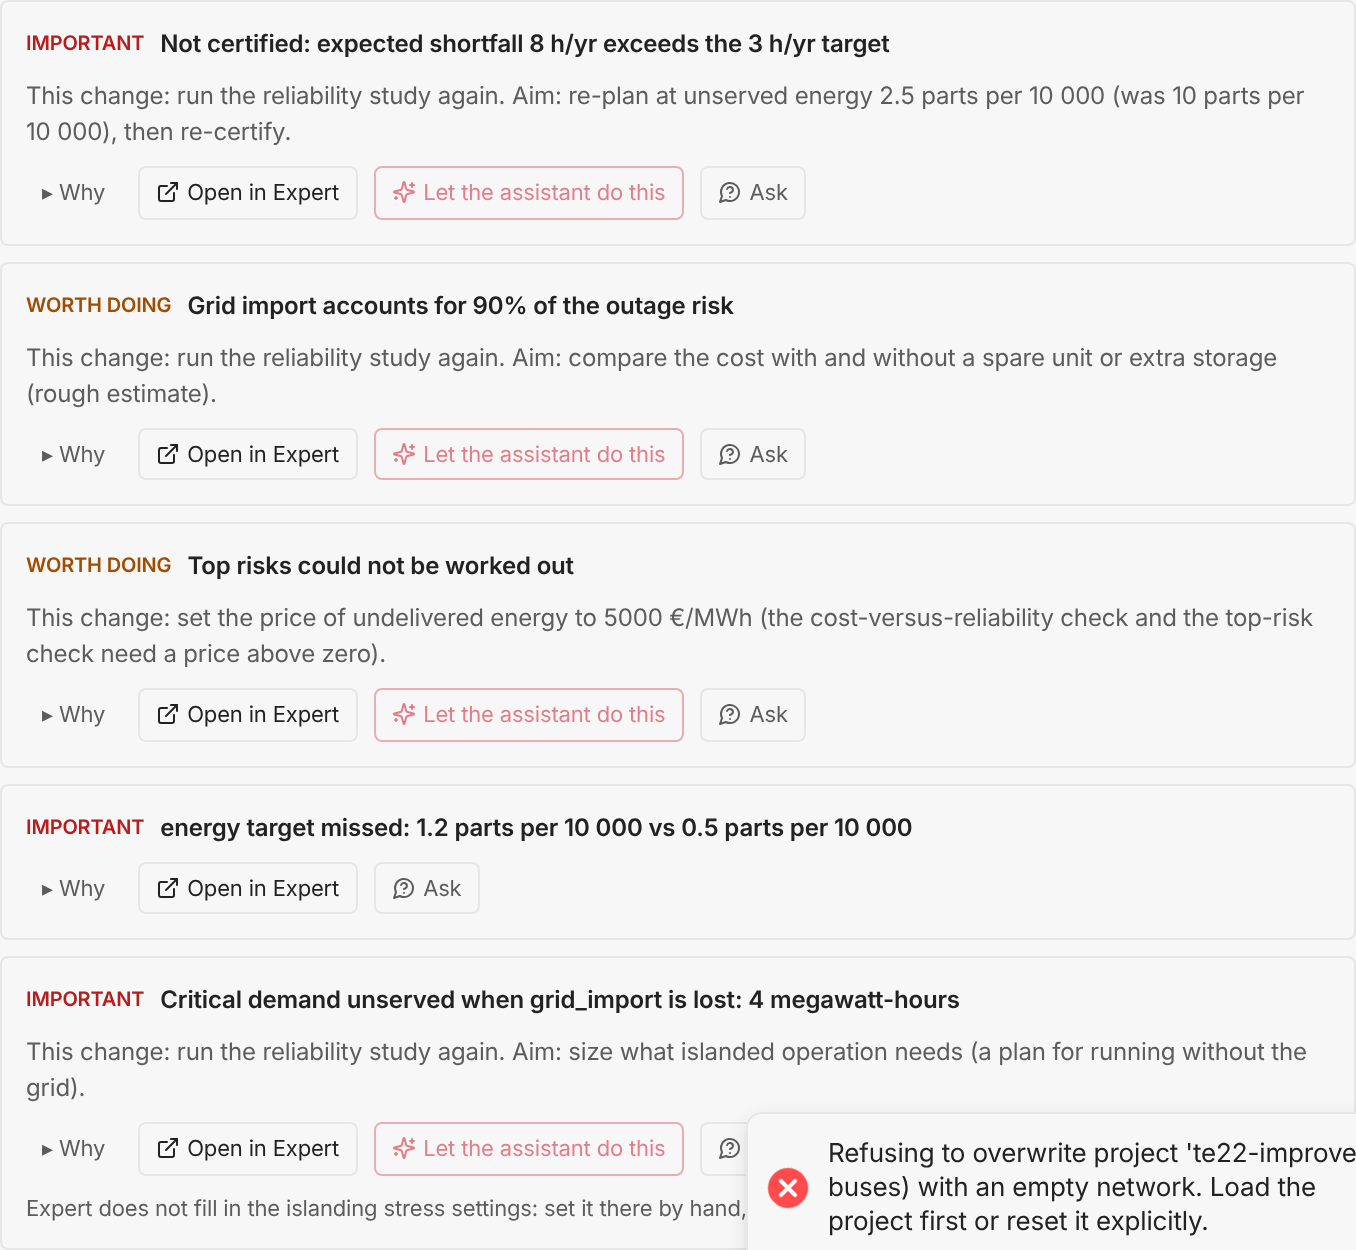 IMPORTANT Not certified: expected shortfall 8 h/yr exceeds the 3 h/yr target
This change: run the reliability study again. Aim: re-plan at unserved energy 2.5 parts per 10 000 (was 10 parts per
10 000), then re-certify.
▸ Why Open in Expert Let the assistant do this Ask
WORTH DOING Grid import accounts for 90% of the outage risk
This change: run the reliability study again. Aim: compare the cost with and without a spare unit or extra storage
(rough estimate).
▸ Why Open in Expert Let the assistant do this Ask
WORTH DOING Top risks could not be worked out
This change: set the price of undelivered energy to 5000 €/MWh (the cost-versus-reliability check and the top-risk
check need a price above zero).
▸ Why Open in Expert Let the assistant do this Ask
IMPORTANT energy target missed: 1.2 parts per 10 000 vs 0.5 parts per 10 000
▸ Why Open in Expert Ask
IMPORTANT Critical demand unserved when grid_import is lost: 4 megawatt-hours
This change: run the reliability study again. Aim: size what islanded operation needs (a plan for running without the
grid).
▸ Why Open in Expert Let the assistant do this
Expert does not fill in the islanding stress settings: set it there by hand,
Refusing to overwrite project 'te22-improve
buses) with an empty network. Load the
project first or reset it explicitly.